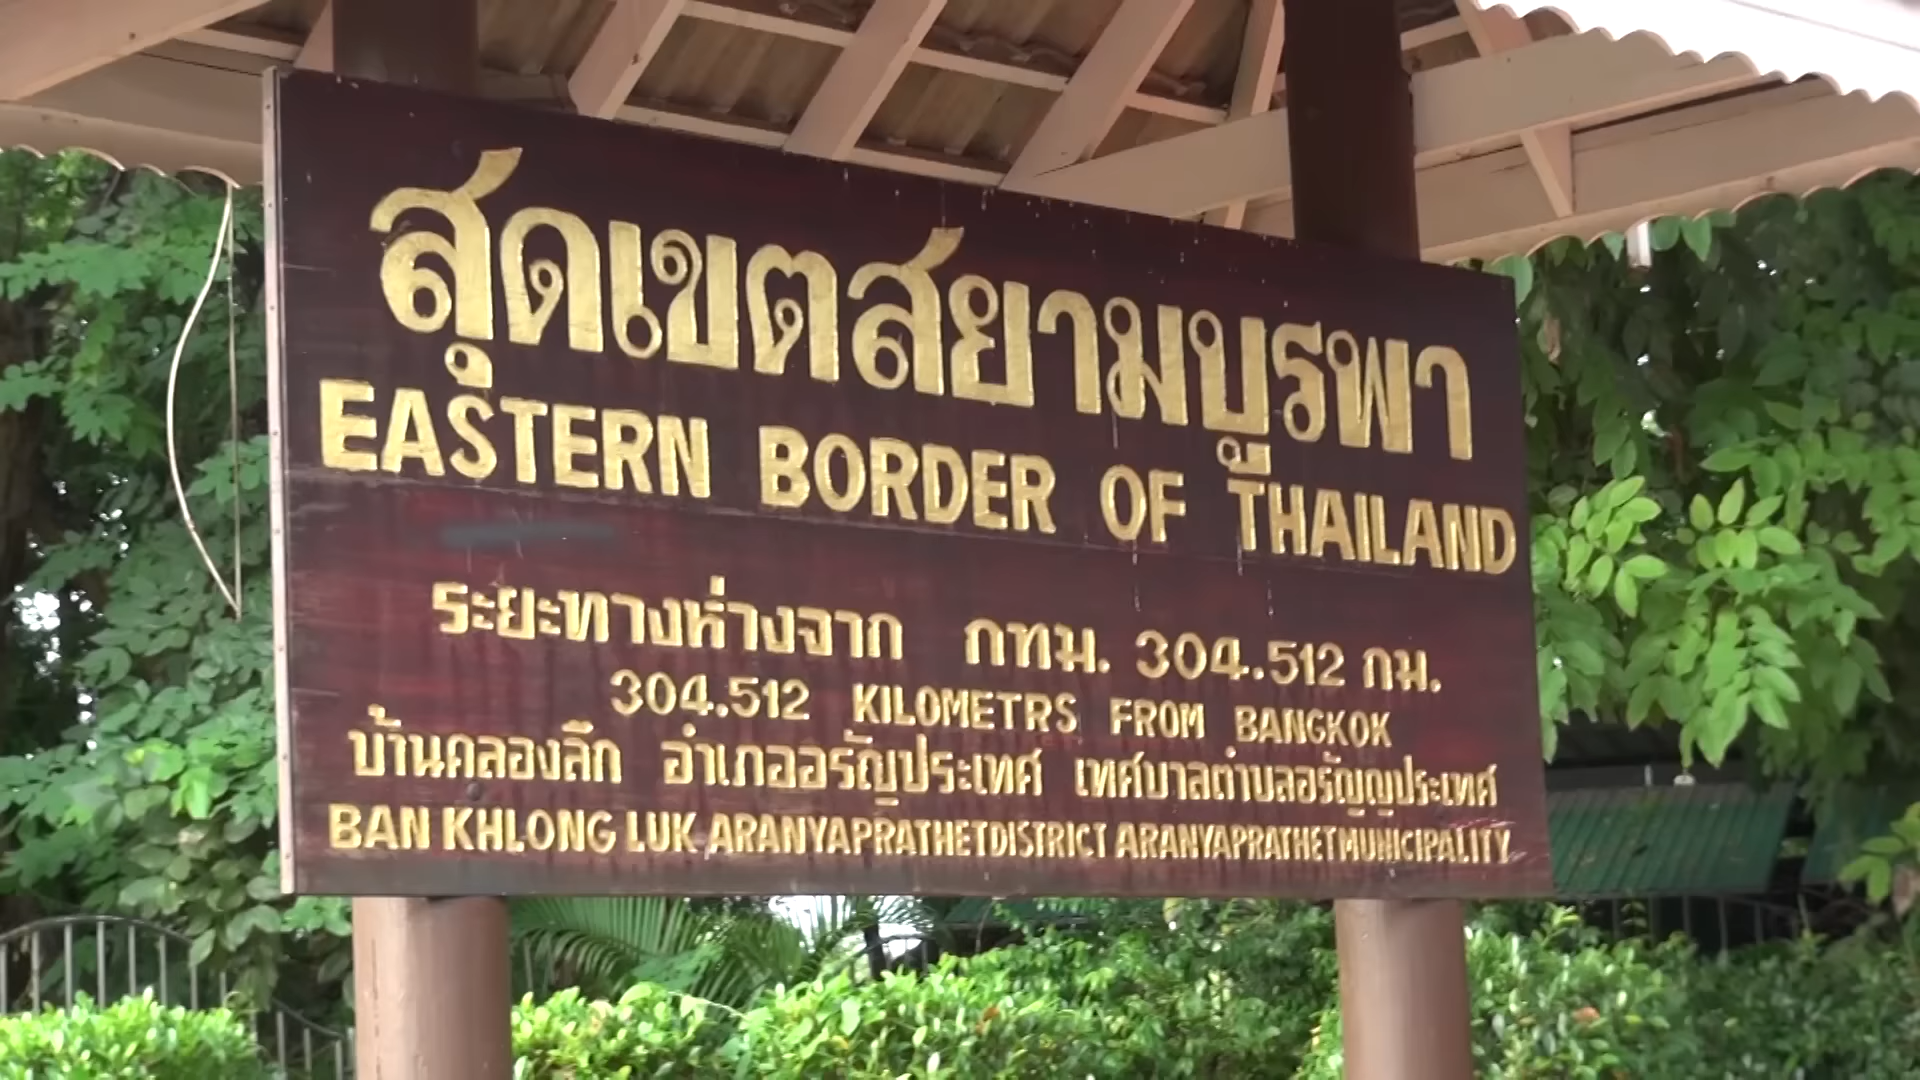 สุดเขตสยามบูรพา
EASTERN BORDER OF THAILAND
ระยะทางห่างจาก กทม. 304.512 กม.
304.512 KILOMETRS FROM BANGKOK
บ้านคลองลึก อำเภออรัญประเทศ เทศบาลตำบลอรัญญประเทศ
BAN KHLONG LUK ARANYAPRATHET DISTRICT ARANYAPRATHET MUNICIPALITY